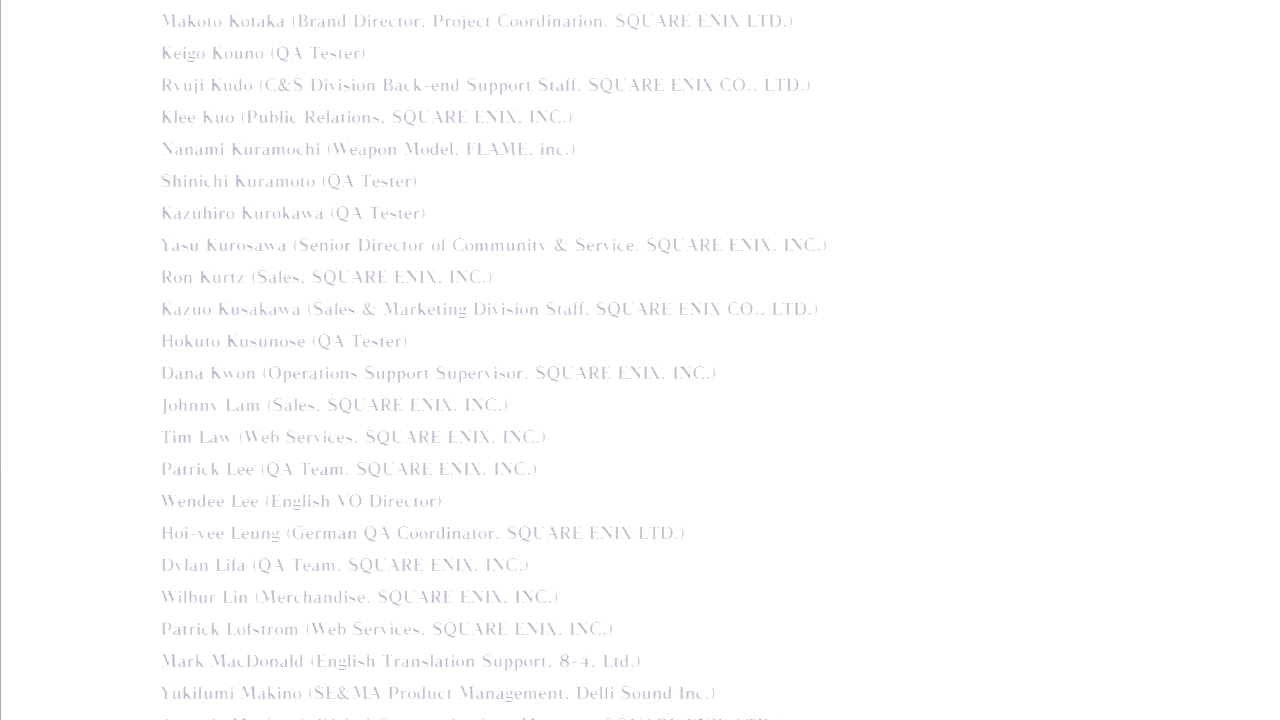 Makoto Kotaka (Brand Director, Project Coordination, SQUARE ENIX LTD.)
Keigo Kouno (QA Tester)
Ryuji Kudo (C&S Division Back-end Support Staff, SQUARE ENIX CO., LTD.)
Klee Kuo (Public Relations, SQUARE ENIX, INC.)
Nanami Kuramochi (Weapon Model, FLAME, inc.)
Shinichi Kuramoto (QA Tester)
Kazuhiro Kurokawa (QA Tester)
Yasu Kurosawa (Senior Director of Community & Service, SQUARE ENIX, INC.)
Ron Kurtz (Sales, SQUARE ENIX, INC.)
Kazuo Kusakawa (Sales & Marketing Division Staff, SQUARE ENIX CO., LTD.)
Hokuto Kusunose (QA Tester)
Dana Kwon (Operations Support Supervisor, SQUARE ENIX, INC.)
Johnny Lam (Sales, SQUARE ENIX, INC.)
Tim Law (Web Services, SQUARE ENIX, INC.)
Patrick Lee (QA Team, SQUARE ENIX, INC.)
Wendee Lee (English VO Director)
Hoi-yee Leung (German QA Coordinator, SQUARE ENIX LTD.)
Dylan Lifa (QA Team, SQUARE ENIX, INC.)
Wilbur Lin (Merchandise, SQUARE ENIX, INC.)
Patrick Lofstrom (Web Services, SQUARE ENIX, INC.)
Mark MacDonald (English Translation Support, 8-4, Ltd.)
Yukifumi Makino (SE&MA Product Management, Delfi Sound Inc.)